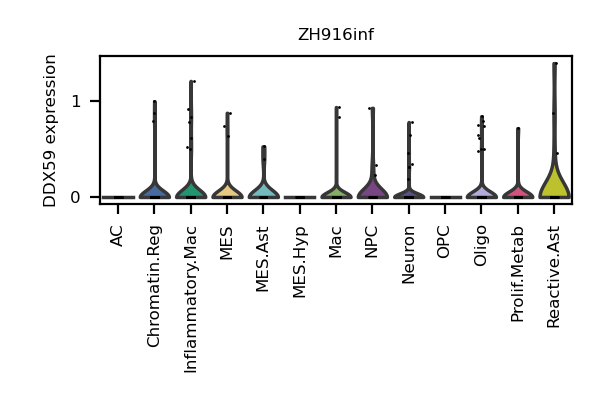 ZH916inf
DDX59 expression
1
0
AC
Chromatin.Reg
Inflammatory.Mac
MES
MES.Ast
MES.Hyp
Mac
NPC
Neuron
OPC
Oligo
Prolif.Metab
Reactive.Ast